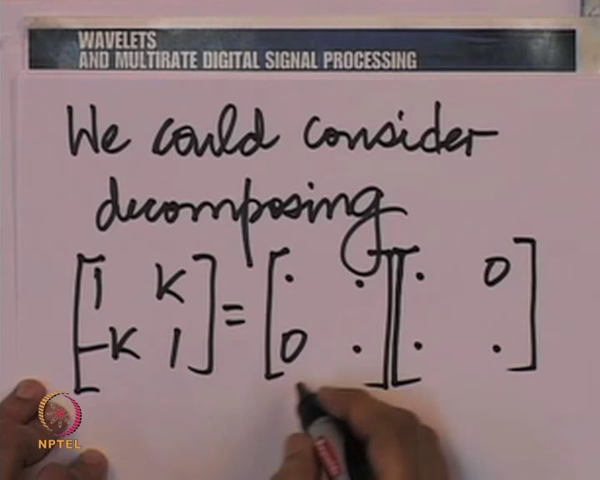 WAVELETS
AND MULTIRATE DIGITAL SIGNAL PROCESSING
We could consider
decomposing
[1 K
-K 1] = [. .
0 .] [. 0
. .]
NPTEL